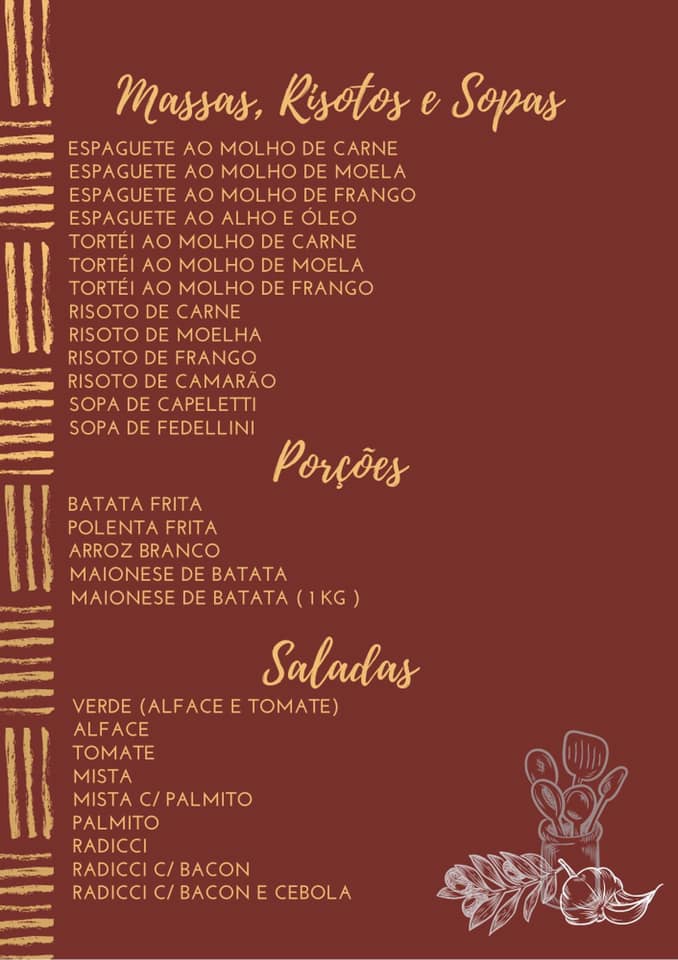 Massas, Risotos e Sopas
ESPAGUETE AO MOLHO DE CARNE
ESPAGUETE AO MOLHO DE MOELA
ESPAGUETE AO MOLHO DE FRANGO
ESPAGUETE AO ALHO E ÓLEO
TORTÉI AO MOLHO DE CARNE
TORTÉI AO MOLHO DE MOELA
TORTÉI AO MOLHO DE FRANGO
RISOTO DE CARNE
RISOTO DE MOELHA
RISOTO DE FRANGO
RISOTO DE CAMARÃO
SOPA DE CAPELETTI
SOPA DE FEDELLINI
Porções
BATATA FRITA
POLENTA FRITA
ARROZ BRANCO
MAIONESE DE BATATA
MAIONESE DE BATATA ( 1 KG )
Saladas
VERDE (ALFACE E TOMATE)
ALFACE
TOMATE
MISTA
MISTA C/ PALMITO
PALMITO
RADICCI
RADICCI C/ BACON
RADICCI C/ BACON E CEBOLA